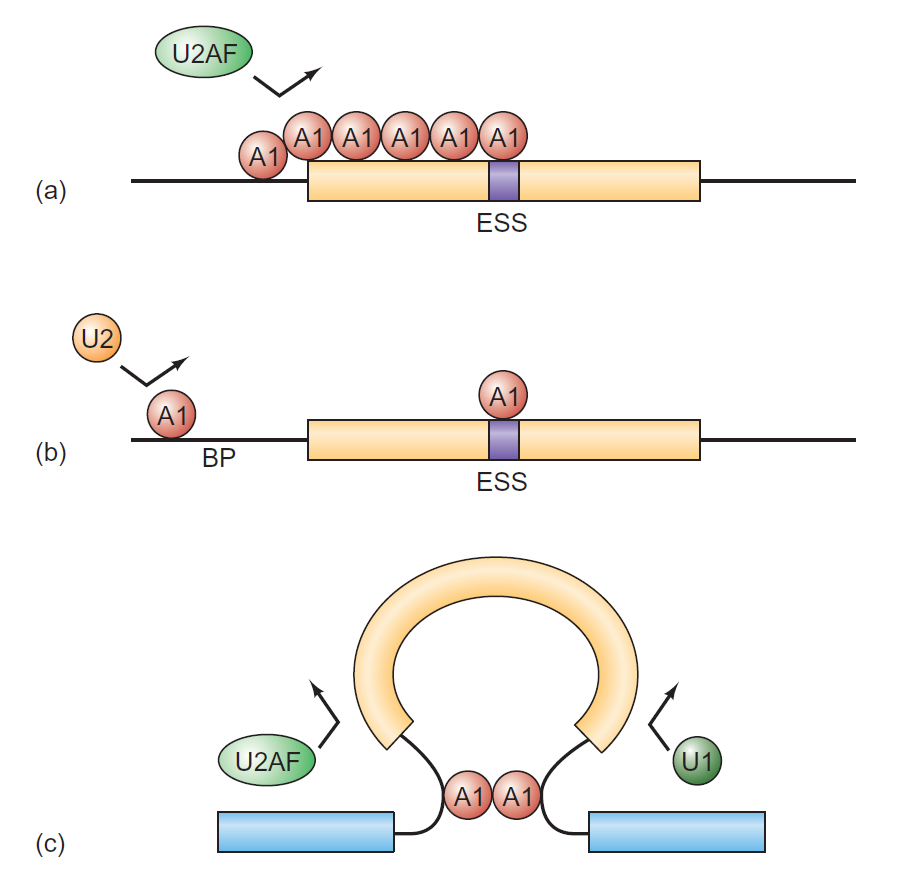 U2AF
A1 A1 A1 A1 A1 A1
(a)
ESS
U2
A1 A1
(b)
BP
ESS
U2AF A1 A1 U1
(c)